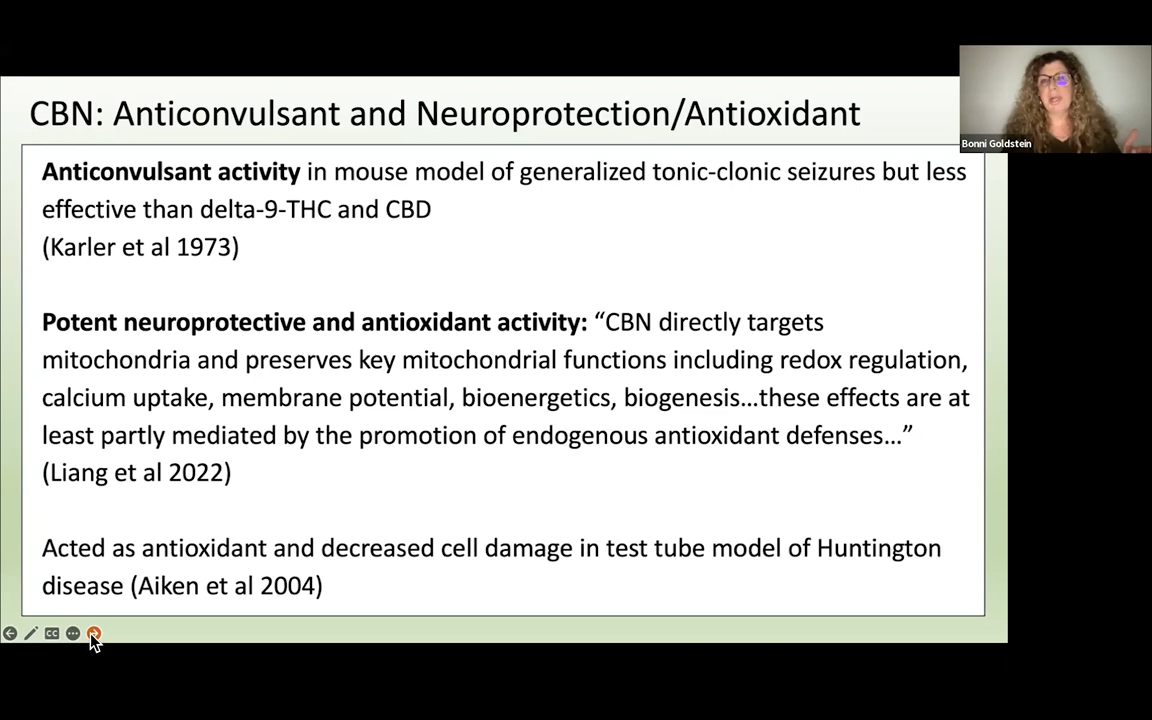 CBN: Anticonvulsant and Neuroprotection/Antioxidant
Bonni Goldstein
Anticonvulsant activity in mouse model of generalized tonic-clonic seizures but less
effective than delta-9-THC and CBD
(Karler et al 1973)
Potent neuroprotective and antioxidant activity: “CBN directly targets
mitochondria and preserves key mitochondrial functions including redox regulation,
calcium uptake, membrane potential, bioenergetics, biogenesis…these effects are at
least partly mediated by the promotion of endogenous antioxidant defenses…”
(Liang et al 2022)
Acted as antioxidant and decreased cell damage in test tube model of Huntington
disease (Aiken et al 2004)
CC